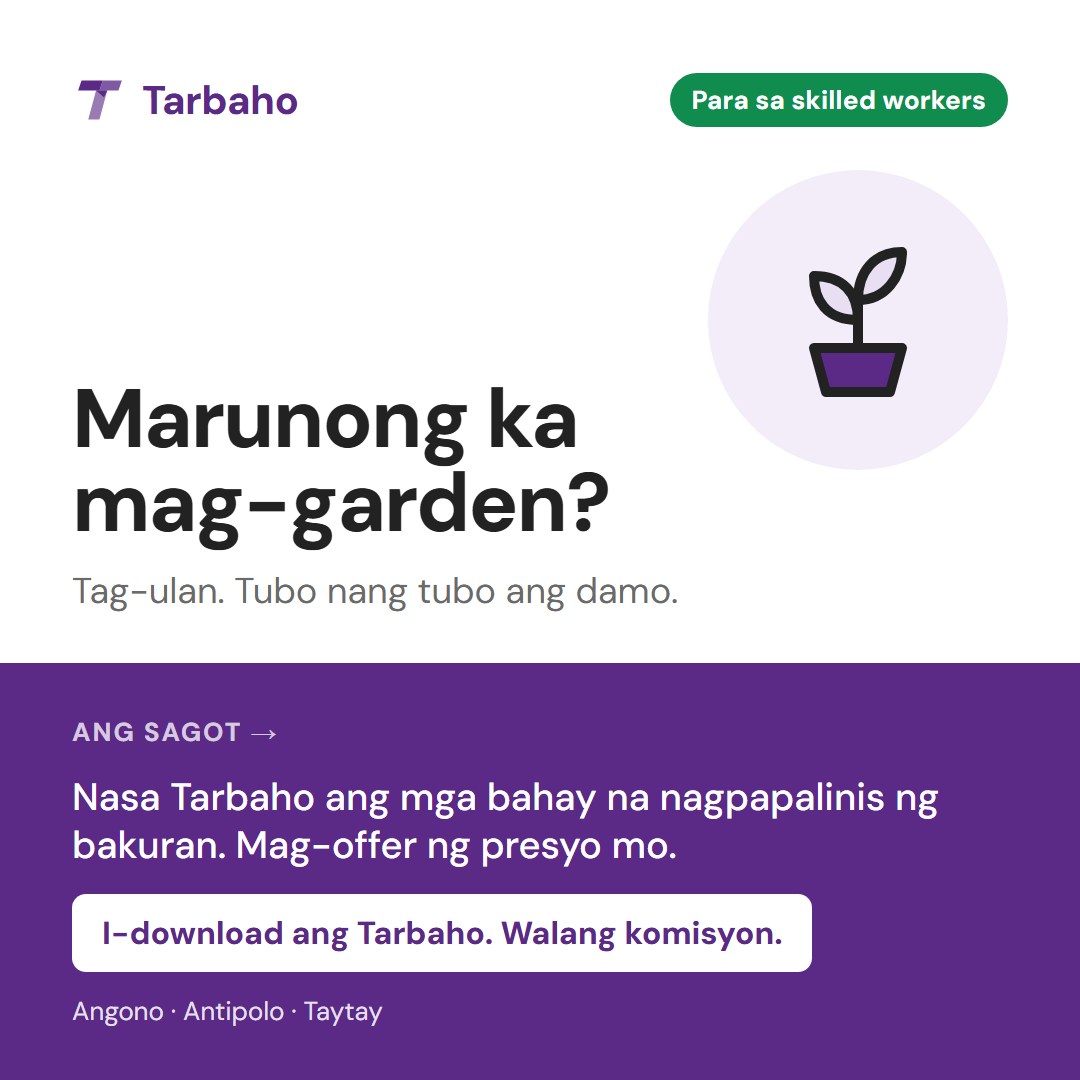 Tarbaho
Para sa skilled workers
Marunong ka
mag-garden?
Tag-ulan. Tubo nang tubo ang damo.
ANG SAGOT →
Nasa Tarbaho ang mga bahay na nagpapalinis ng
bakuran. Mag-offer ng presyo mo.
I-download ang Tarbaho. Walang komisyon.
Angono · Antipolo · Taytay